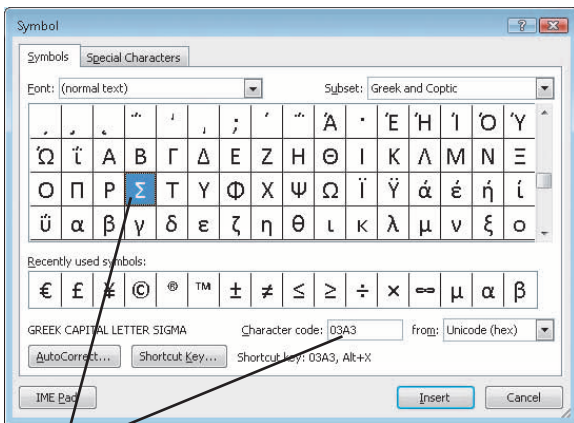 Symbol
Symbols Special Characters
Font: (normal text) Subset: Greek and Coptic
; Ά · Έ Ή Ί Ό Ύ
Ώ ΐ Α Β Γ Δ Ε Ζ Η Θ Ι Κ Λ Μ Ν Ξ
Ο Π Ρ Σ Τ Υ Φ Χ Ψ Ω Ϊ Ϋ ά έ ή ί
ΰ α β γ δ ε ζ η θ ι κ λ μ ν ξ ο
Recently used symbols:
€ £ ¥ © ® ™ ± ≠ ≤ ≥ ÷ × ∞ µ α β
GREEK CAPITAL LETTER SIGMA Character code: 03A3 from: Unicode (hex)
AutoCorrect... Shortcut Key... Shortcut key: 03A3, Alt+X
IME Pad Insert Cancel